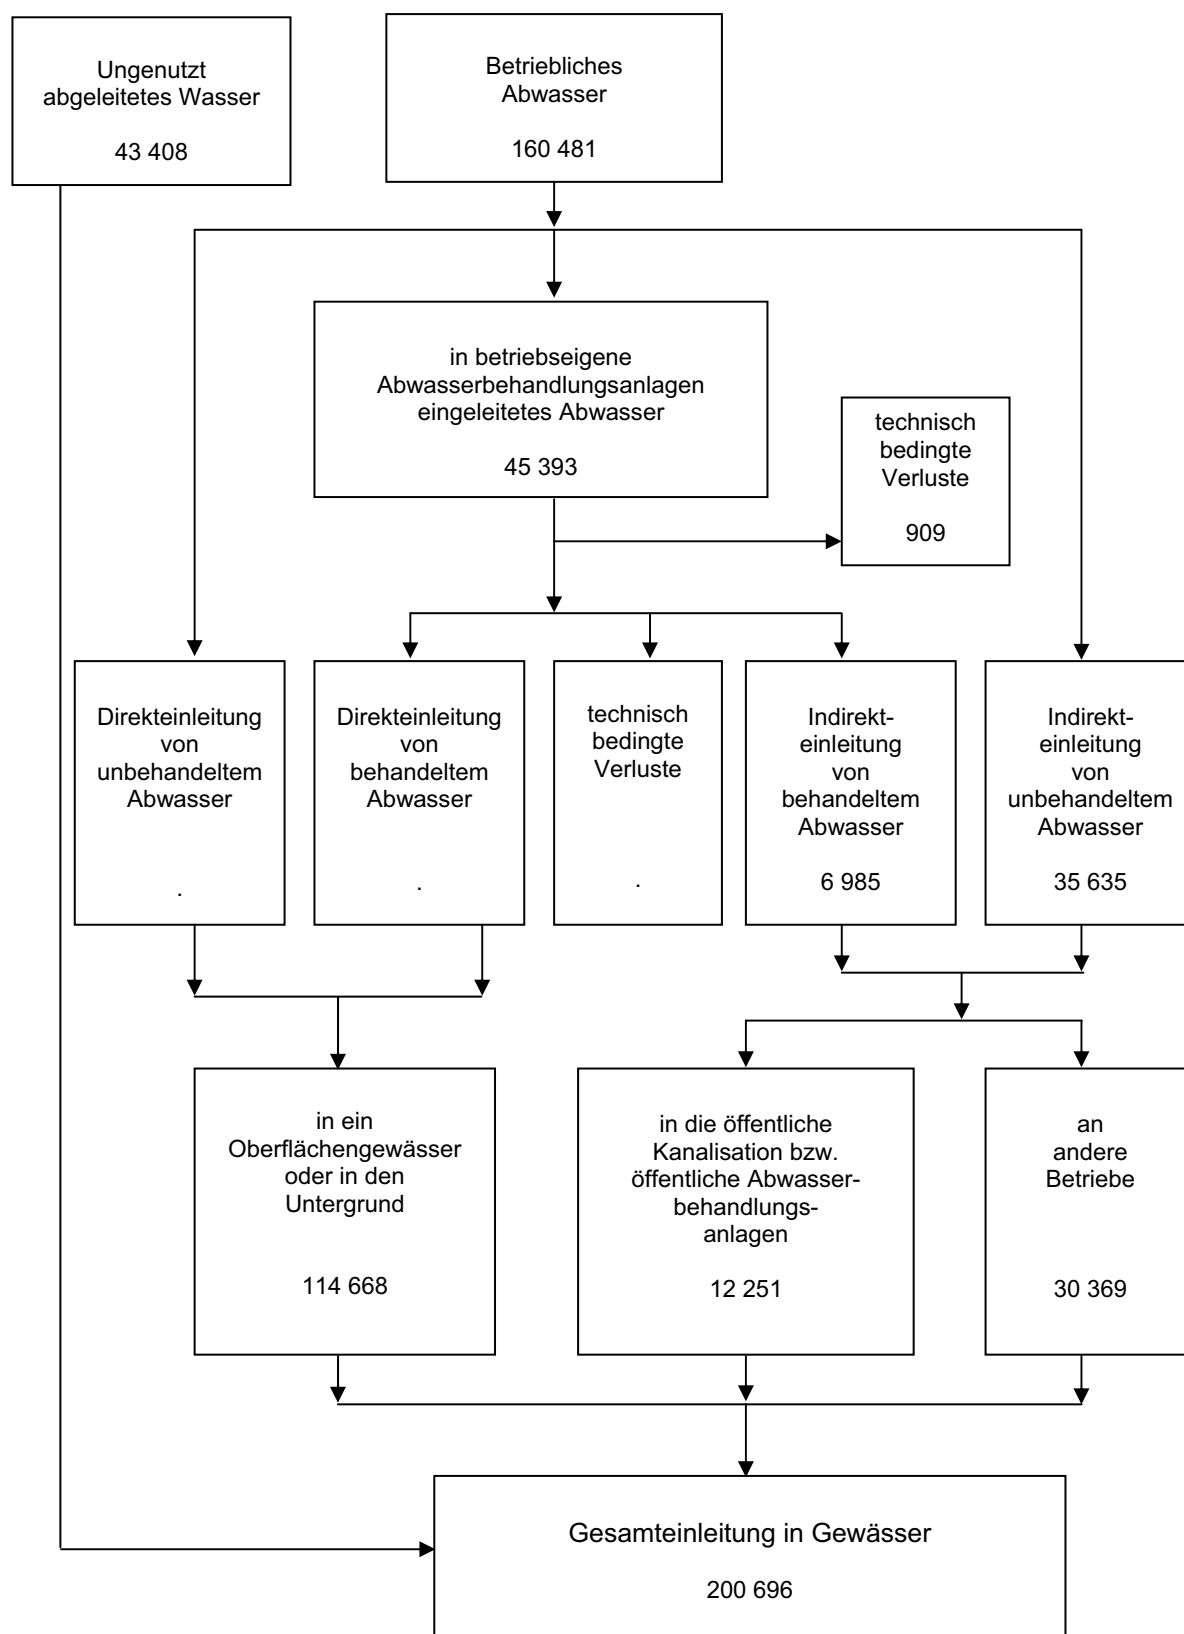 Ungenutzt
abgeleitetes Wasser
43 408
Betriebliches
Abwasser
160 481
in betriebseigene
Abwasserbehandlungsanlagen
eingeleitetes Abwasser
45 393
technisch
bedingte
Verluste
909
Direkteinleitung
von
unbehandeltem
Abwasser
.
Direkteinleitung
von
behandeltem
Abwasser
.
technisch
bedingte
Verluste
.
Indirekt-
einleitung
von
behandeltem
Abwasser
6 985
Indirekt-
einleitung
von
unbehandeltem
Abwasser
35 635
in ein
Oberflächengewässer
oder in den
Untergrund
114 668
in die öffentliche
Kanalisation bzw.
öffentliche Abwasser-
behandlungs-
anlagen
12 251
an
andere
Betriebe
30 369
Gesamteinleitung in Gewässer
200 696